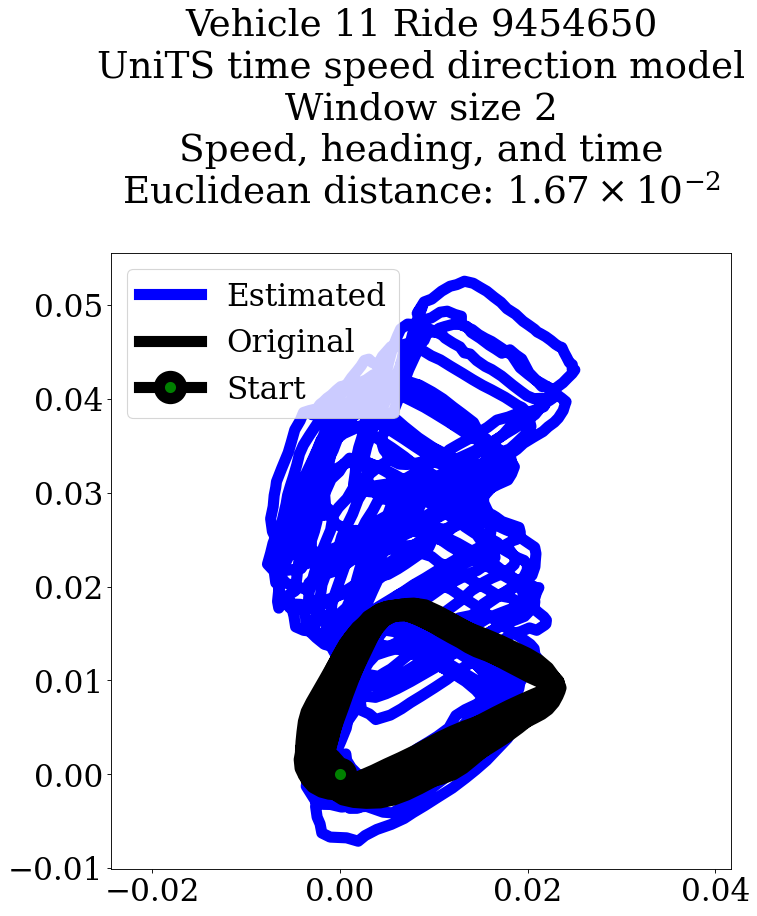 Vehicle 11 Ride 9454650
UniTS time speed direction model
Window size 2
Speed, heading, and time
Euclidean distance: 1.67 × 10⁻²
Estimated
Original
Start
0.05
0.04
0.03
0.02
0.01
0.00
−0.01
−0.02
0.00
0.02
0.04